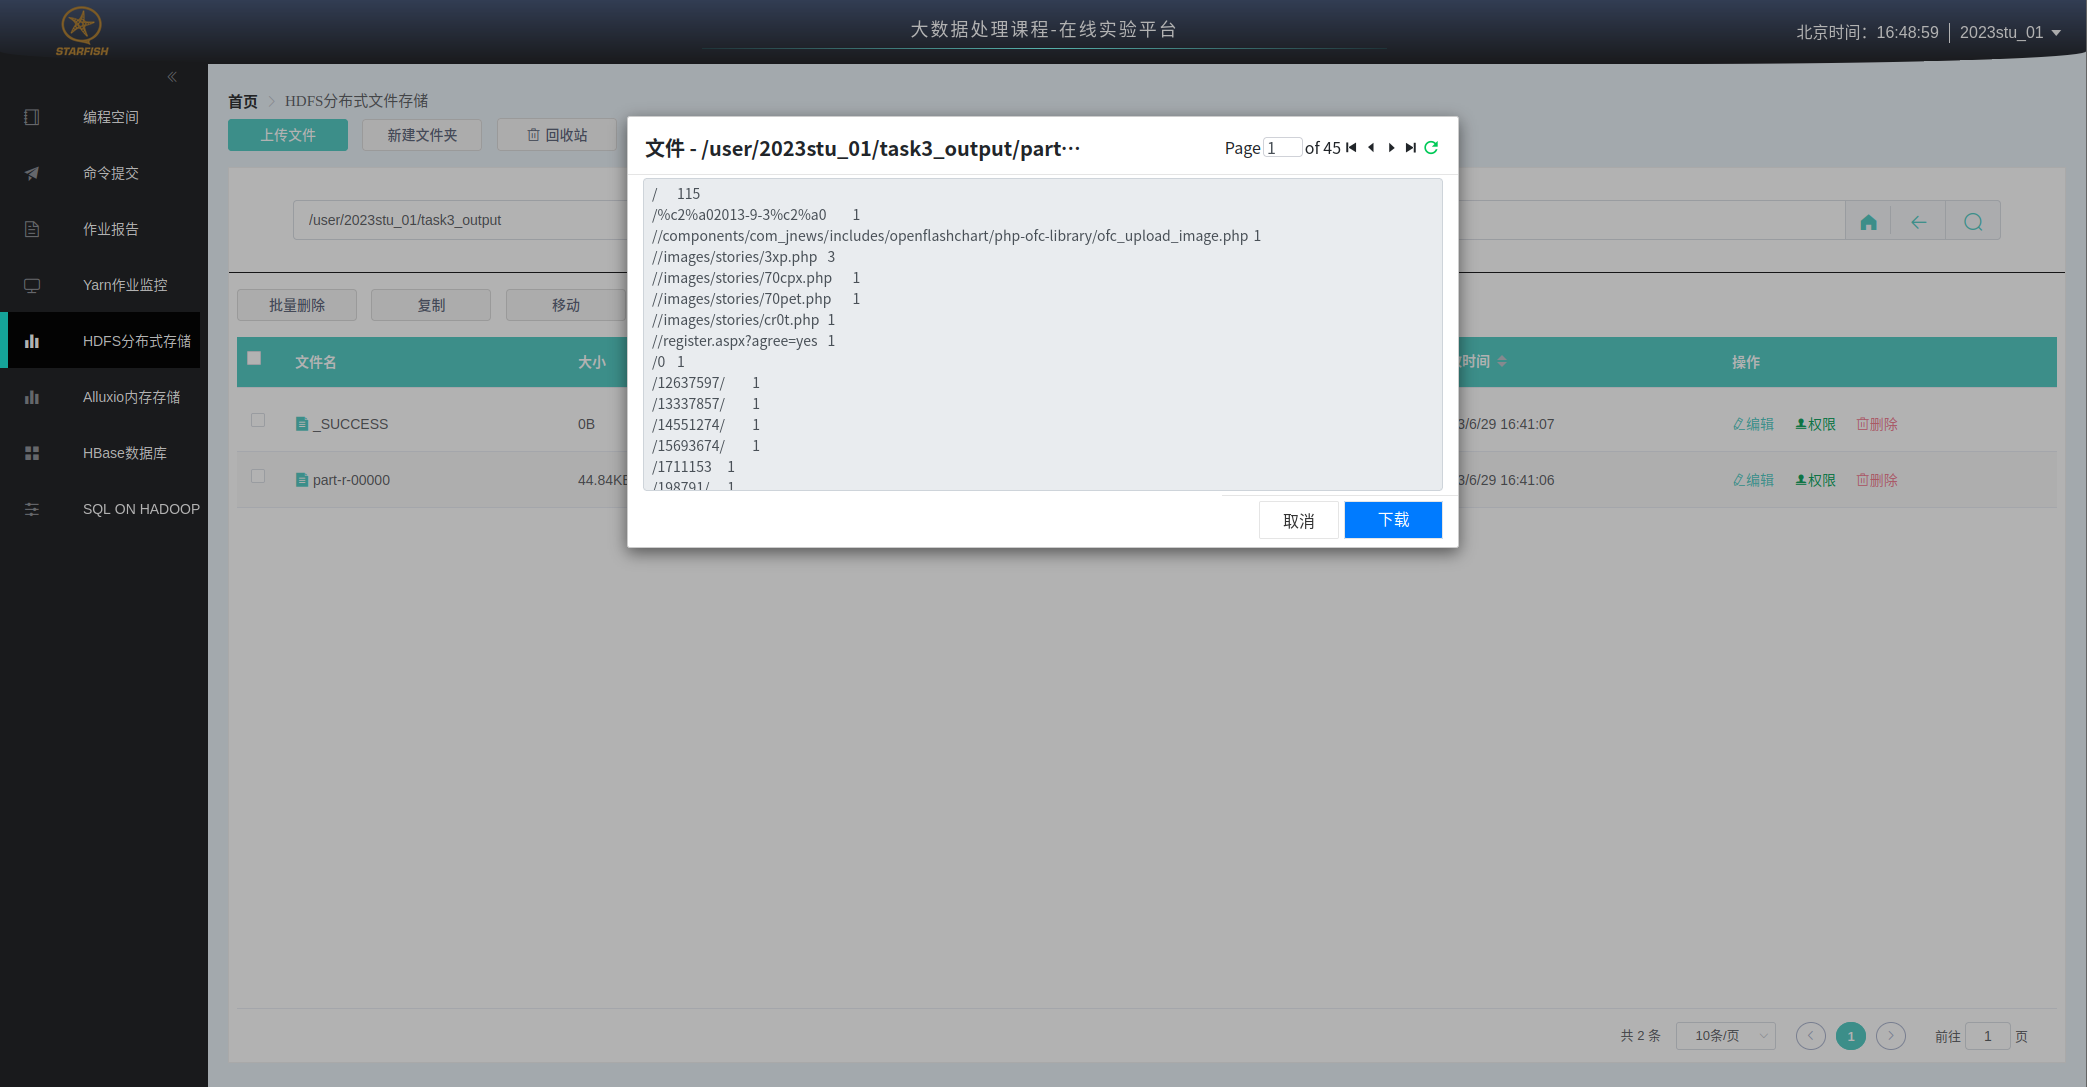 STARFISH
大数据处理课程-在线实验平台
北京时间：16:48:59
2023stu_01
编程空间
命令提交
作业报告
Yarn作业监控
HDFS分布式存储
Alluxio内存存储
HBase数据库
SQL ON HADOOP
首页
HDFS分布式文件存储
上传文件
新建文件夹
回收站
/user/2023stu_01/task3_output
批量删除
复制
移动
文件名
大小
时间
操作
_SUCCESS
0B
3/6/29 16:41:07
编辑
权限
删除
part-r-00000
44.84K
3/6/29 16:41:06
编辑
权限
删除
文件 - /user/2023stu_01/task3_output/part…
Page 1 of 45
/ 115
/%c2%a02013-9-3%c2%a0 1
//components/com_jnews/includes/openflashchart/php-ofc-library/ofc_upload_image.php 1
//images/stories/3xp.php 3
//images/stories/70cpx.php 1
//images/stories/70pet.php 1
//images/stories/cr0t.php 1
//register.aspx?agree=yes 1
/0 1
/12637597/ 1
/13337857/ 1
/14551274/ 1
/15693674/ 1
/1711153 1
/198791/ 1
取消
下载
共 2 条
10条/页
1
前往
1
页